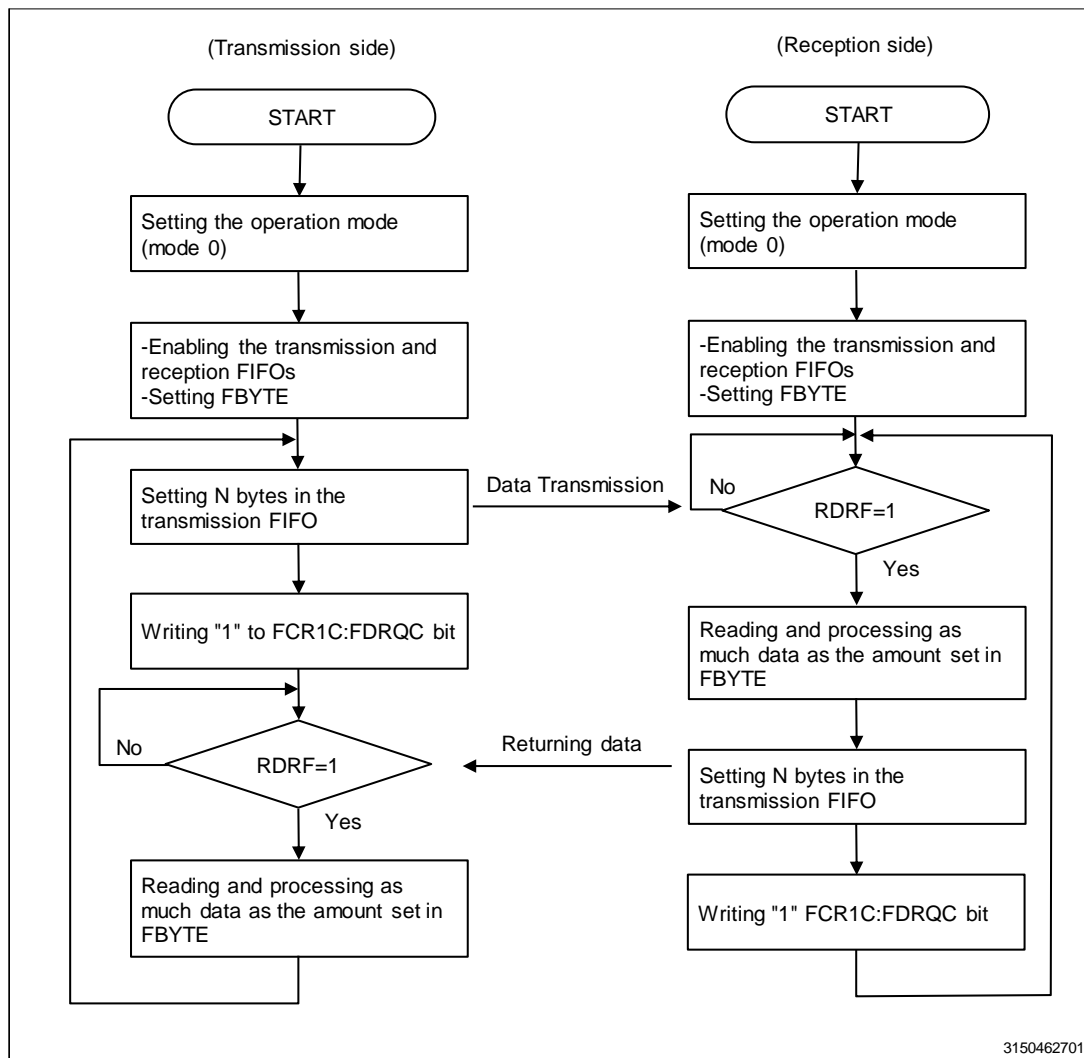 (Transmission side)
START
Setting the operation mode
(mode 0)
-Enabling the transmission and
reception FIFOs
-Setting FBYTE
Setting N bytes in the
transmission FIFO
Writing "1" to FCR1C:FDRQC bit
No
RDRF=1
Yes
Reading and processing as
much data as the amount set in
FBYTE
Data Transmission
Returning data
(Reception side)
START
Setting the operation mode
(mode 0)
-Enabling the transmission and
reception FIFOs
-Setting FBYTE
No
RDRF=1
Yes
Reading and processing as
much data as the amount set in
FBYTE
Setting N bytes in the
transmission FIFO
Writing "1" FCR1C:FDRQC bit
3150462701